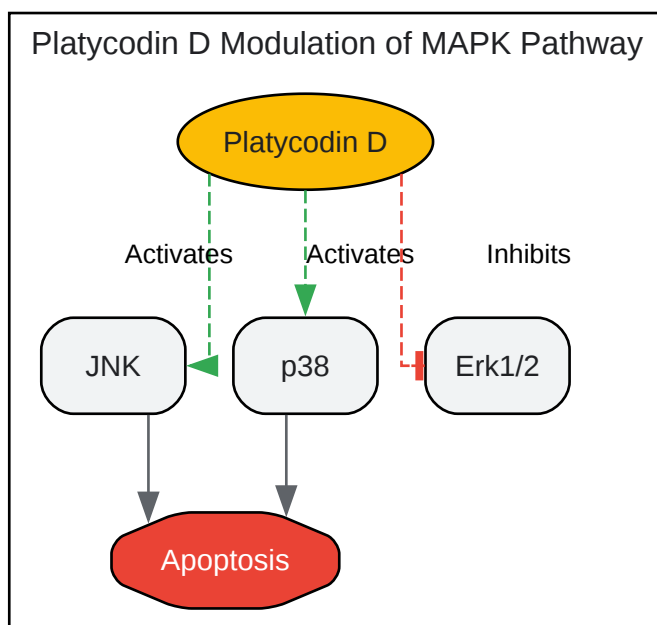 Platycodin D Modulation of MAPK Pathway
Platycodin D
Activates
Activates
Inhibits
JNK
p38
Erk1/2
Apoptosis